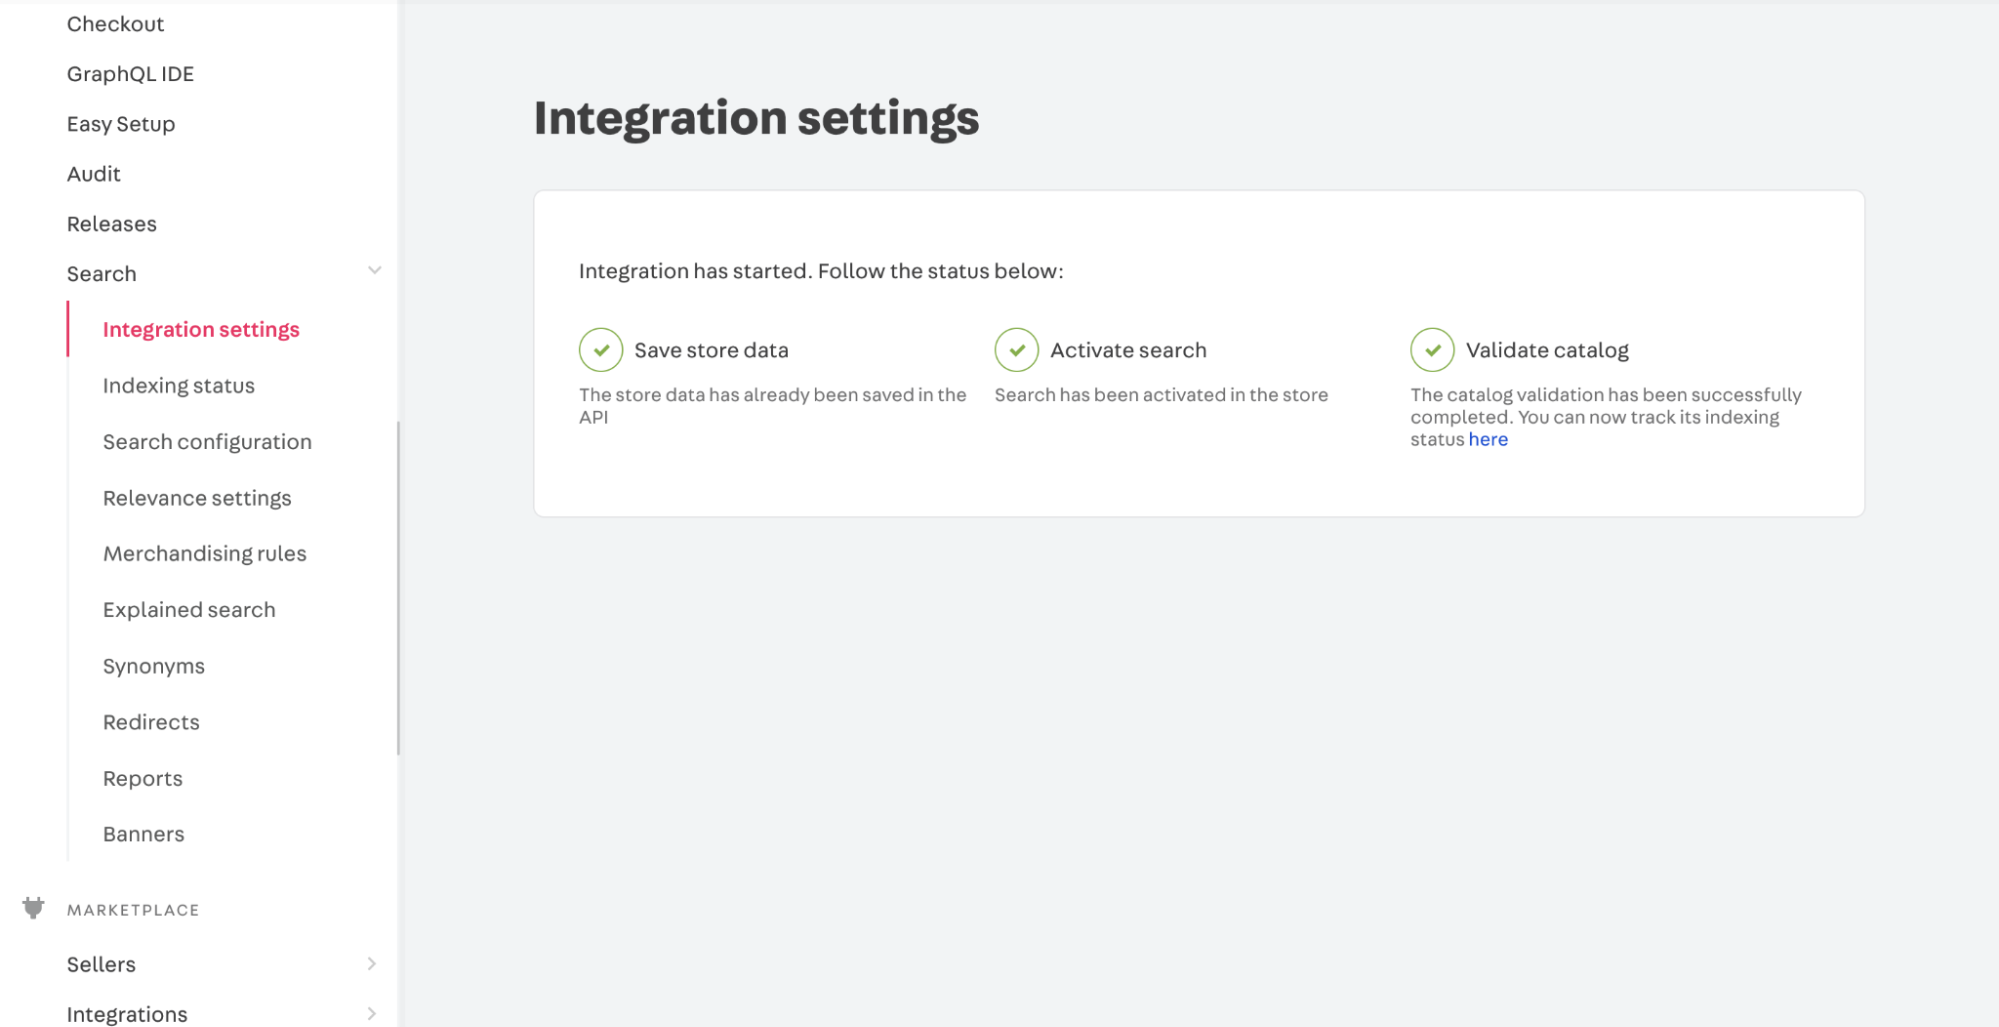 Checkout
GraphQL IDE
Easy Setup
Audit
Releases
Search
Integration settings
Indexing status
Search configuration
Relevance settings
Merchandising rules
Explained search
Synonyms
Redirects
Reports
Banners
MARKETPLACE
Sellers
Integrations
Integration settings
Integration has started. Follow the status below:
Save store data
The store data has already been saved in the
API
Activate search
Search has been activated in the store
Validate catalog
The catalog validation has been successfully
completed. You can now track its indexing
status here